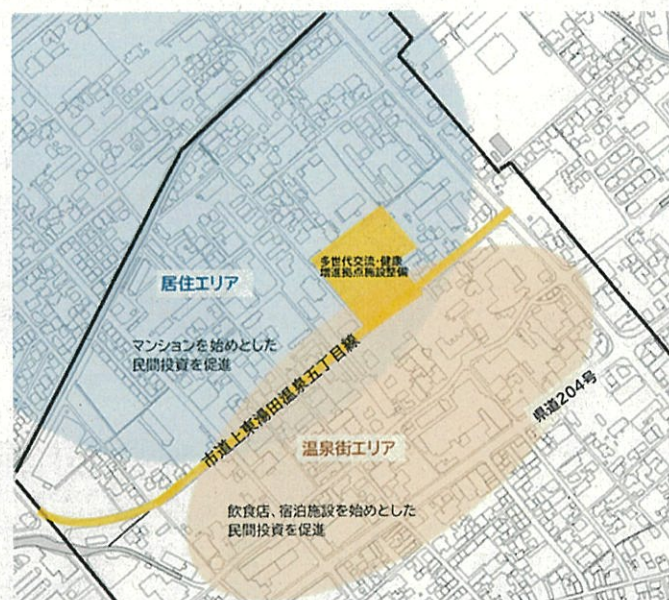 多世代交流・健康
増進拠点施設整備
居住エリア
マンションを始めとした
民間投資を促進
市道上東湯田温泉五丁目線
県道204号
温泉街エリア
飲食店、宿泊施設を始めとした
民間投資を促進